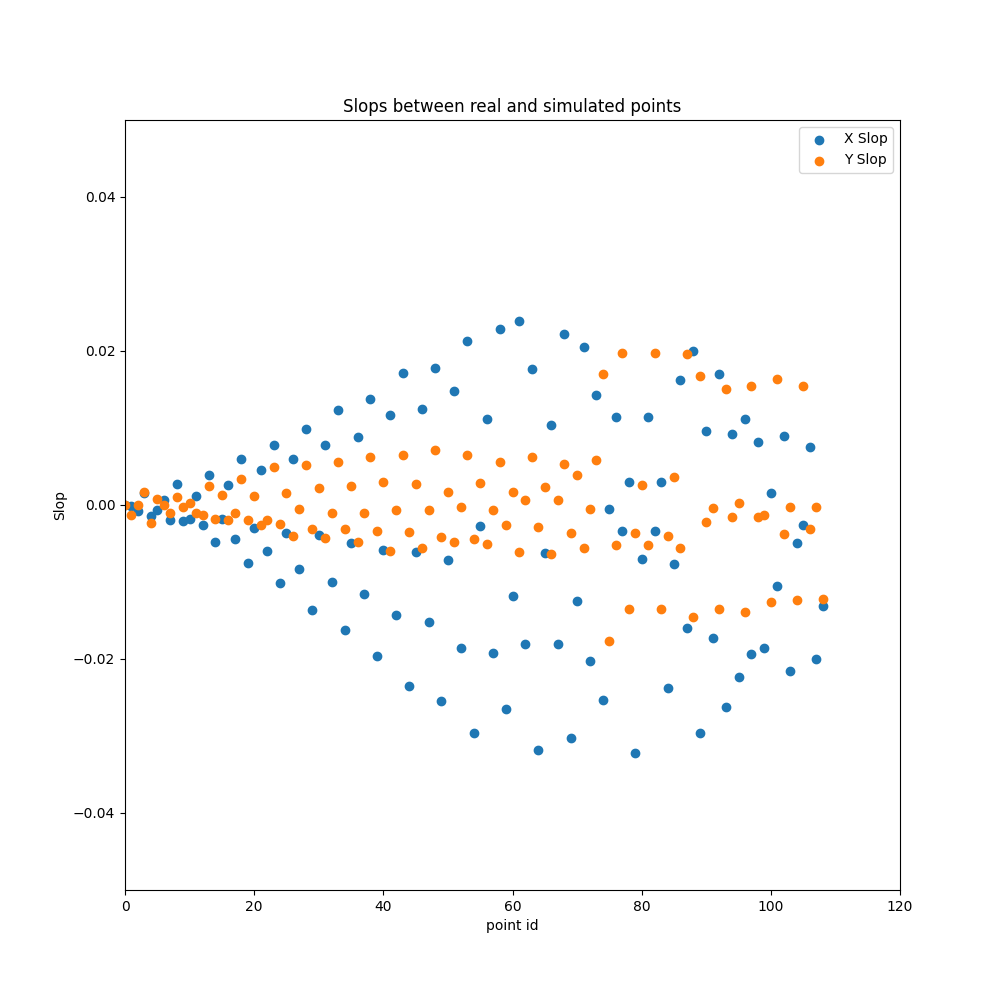 Slops between real and simulated points
X Slop
Y Slop
0.04
0.02
0.00
−0.02
−0.04
Slop
0 20 40 60 80 100 120
point id